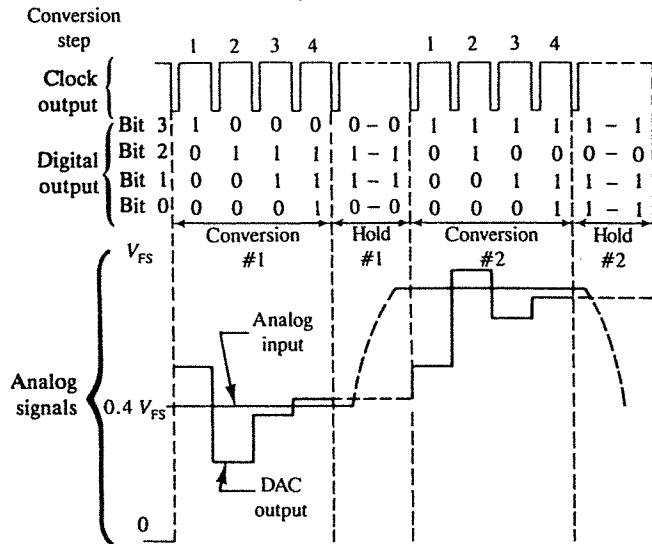 Conversion step 1 2 3 4 1 2 3 4
Clock output
Digital output
Bit 3 1 0 0 0 0 – 0 1 1 1 1 1 – 1
Bit 2 0 1 1 1 1 – 1 0 1 0 0 0 – 0
Bit 1 0 0 1 1 1 – 1 0 0 1 1 1 – 1
Bit 0 0 0 0 1 0 – 0 0 0 0 1 1 – 1
Conversion #1
Hold #1
Conversion #2
Hold #2
Analog signals
V_FS
Analog input
0.4 V_FS
DAC output
0